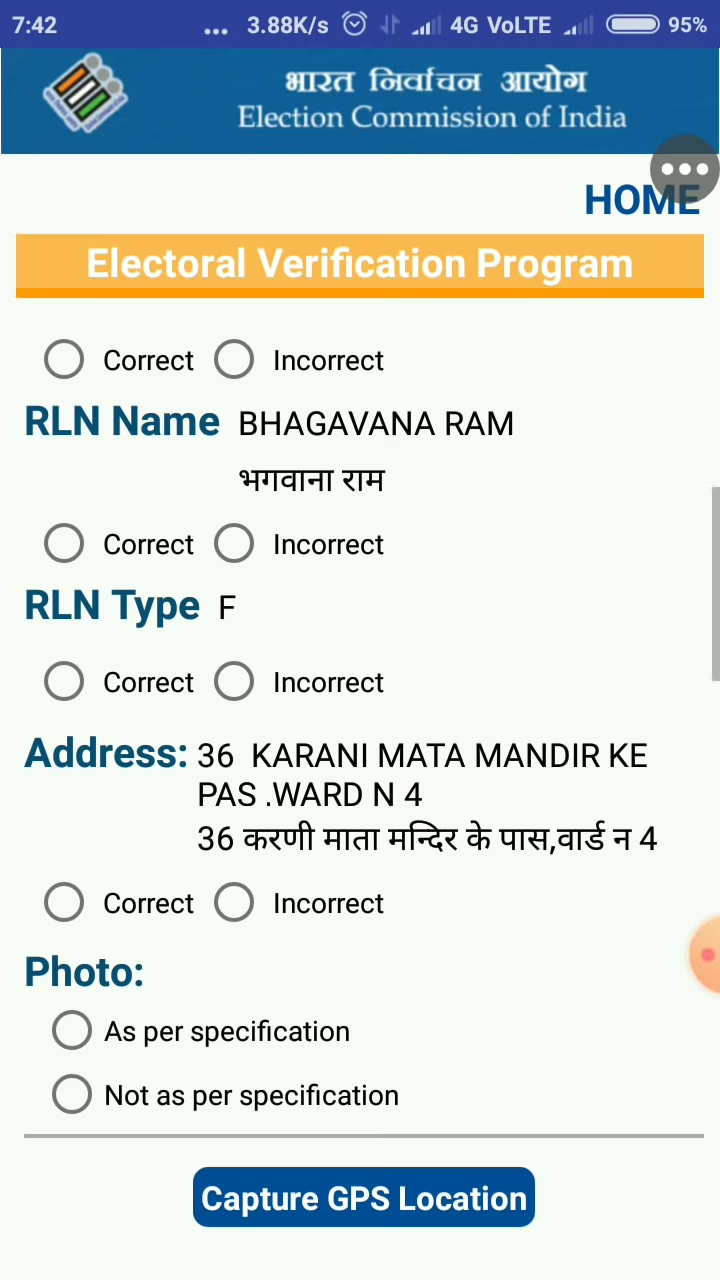 7:42 ... 3.88K/s 4G VoLTE 95%
भारत निर्वाचन आयोग
Election Commission of India
HOME
Electoral Verification Program
Correct Incorrect
RLN Name BHAGAVANA RAM
भगवाना राम
Correct Incorrect
RLN Type F
Correct Incorrect
Address: 36 KARANI MATA MANDIR KE
PAS .WARD N 4
36 करणी माता मन्दिर के पास,वार्ड न 4
Correct Incorrect
Photo:
As per specification
Not as per specification
Capture GPS Location